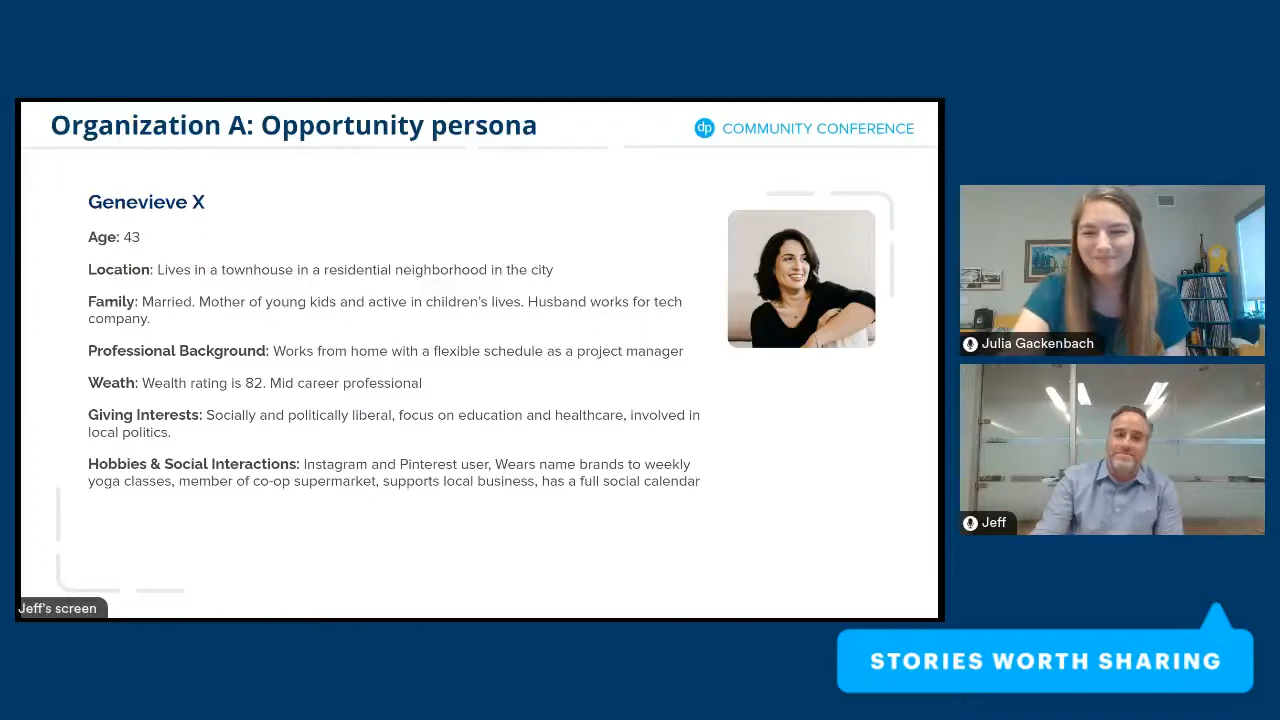 Organization A: Opportunity persona
dp COMMUNITY CONFERENCE
Genevieve X
Age: 43
Location: Lives in a townhouse in a residential neighborhood in the city
Family: Married. Mother of young kids and active in children's lives. Husband works for tech
company.
Professional Background: Works from home with a flexible schedule as a project manager
Weath: Wealth rating is 82. Mid career professional
Giving Interests: Socially and politically liberal, focus on education and healthcare, involved in
local politics.
Hobbies & Social Interactions: Instagram and Pinterest user, Wears name brands to weekly
yoga classes, member of co-op supermarket, supports local business, has a full social calendar
Jeff's screen
Julia Gackenbach
Jeff
STORIES WORTH SHARING